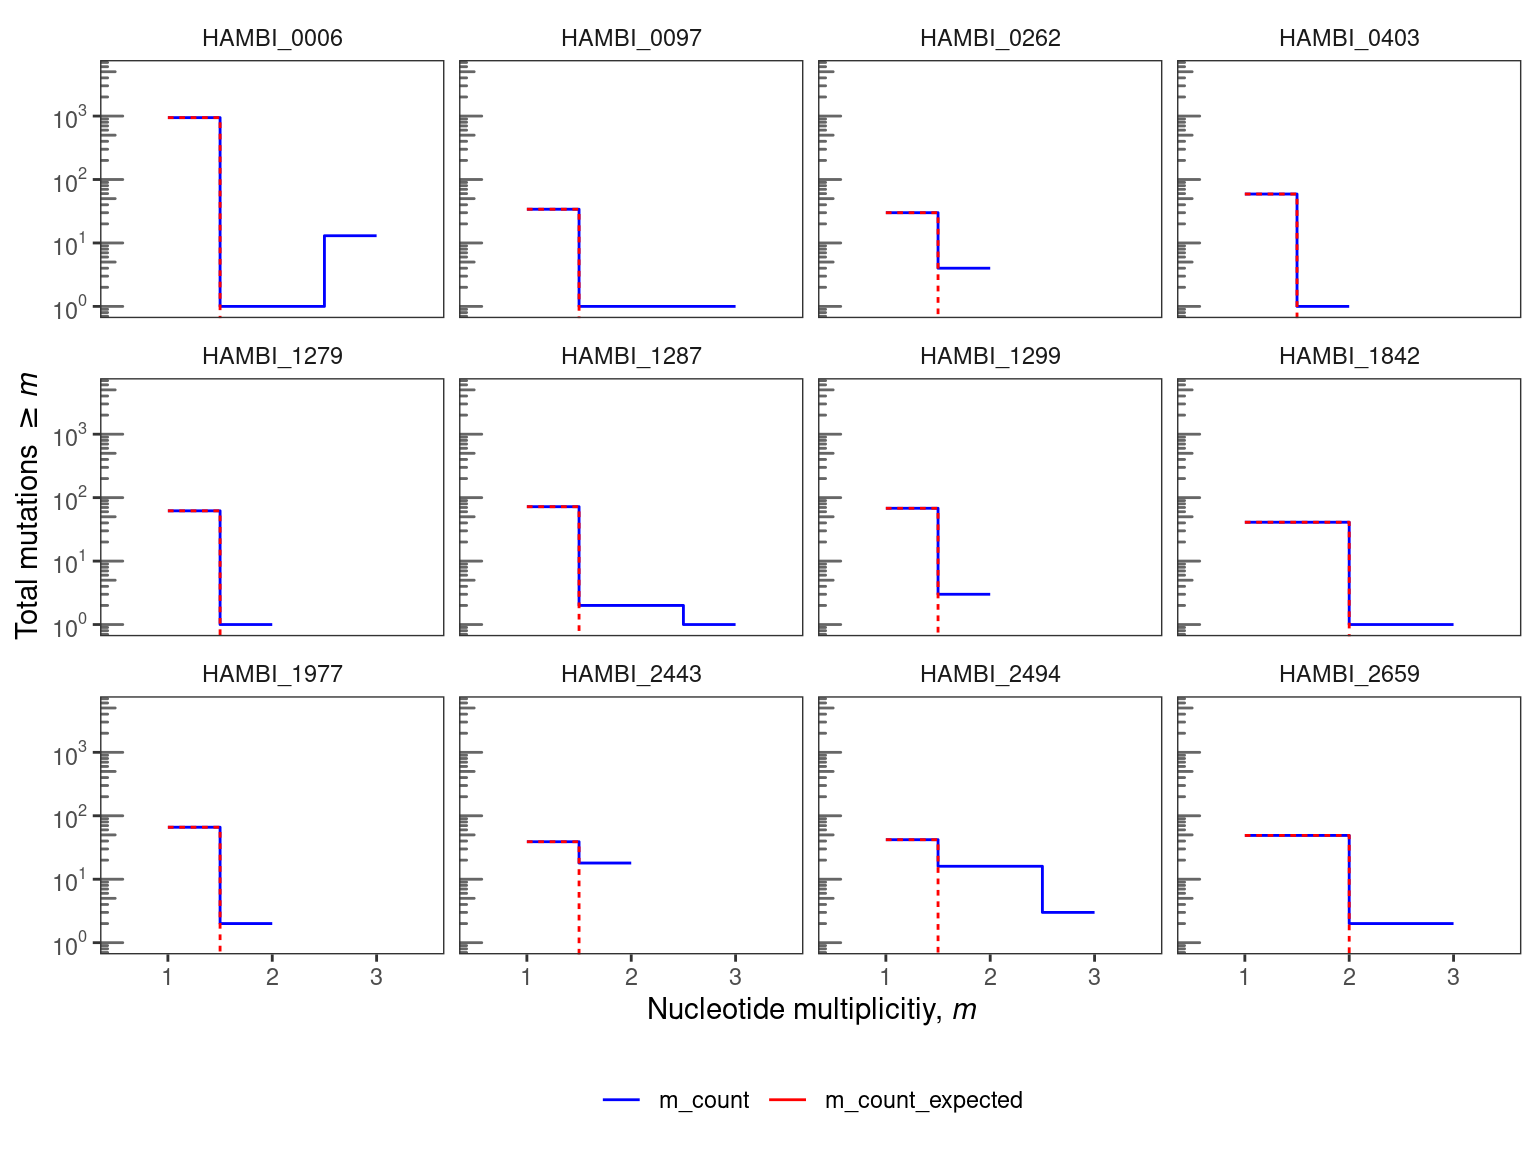 HAMBI_0006 HAMBI_0097 HAMBI_0262 HAMBI_0403
10³
10²
10¹
10⁰
HAMBI_1279 HAMBI_1287 HAMBI_1299 HAMBI_1842
10³
10²
10¹
10⁰
HAMBI_1977 HAMBI_2443 HAMBI_2494 HAMBI_2659
10³
10²
10¹
10⁰
1 2 3 1 2 3 1 2 3 1 2 3
Total mutations ≥ m
Nucleotide multiplicitiy, m
m_count m_count_expected